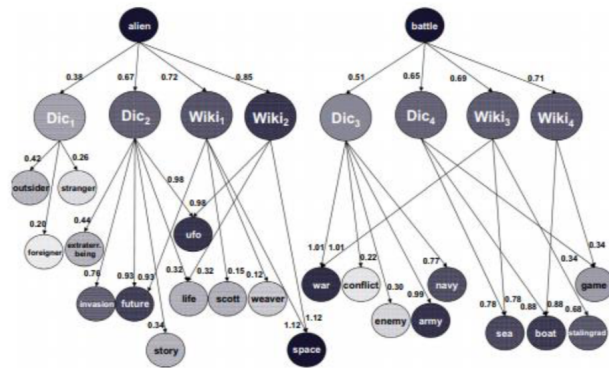 alien battle
0.38 0.67 0.72 0.85 0.51 0.65 0.69 0.71
Dic1 Dic2 Wiki1 Wiki2 Dic3 Dic4 Wiki3 Wiki4
0.42 0.26 0.98
outsider stranger
0.20 0.44 0.98
foreigner extraterr. being ufo
0.76 0.93 0.93 0.32 0.32 0.15 0.12 1.01 1.01 0.22 0.77 0.34 0.34
invasion future life scott weaver war conflict navy game
0.30 0.99 0.78 0.78 0.88 0.88 0.68
0.34 1.12 1.12 enemy army sea boat stalingrad
story space